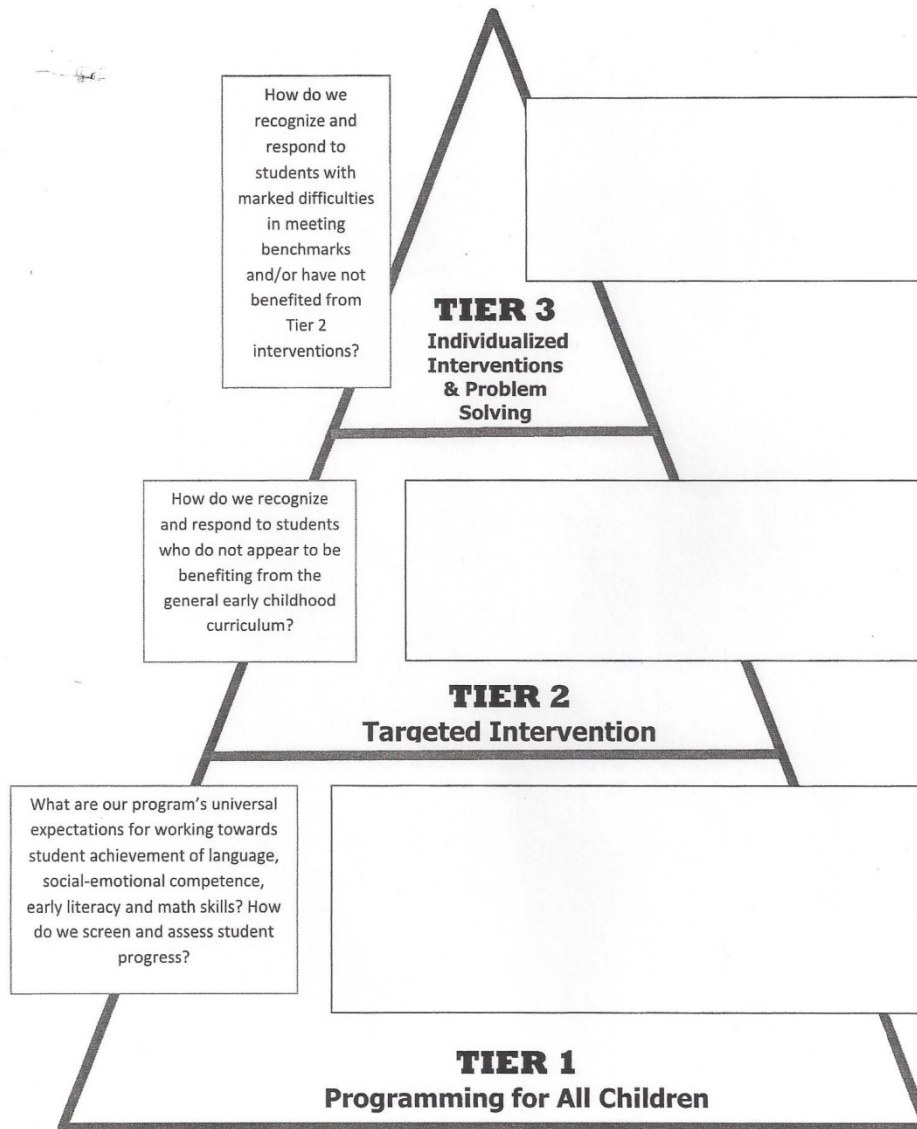 How do we
recognize and
respond to
students with
marked difficulties
in meeting
benchmarks
and/or have not
benefited from
Tier 2
interventions?
TIER 3
Individualized
Interventions
& Problem
Solving
How do we recognize
and respond to students
who do not appear to be
benefiting from the
general early childhood
curriculum?
TIER 2
Targeted Intervention
What are our program's universal
expectations for working towards
student achievement of language,
social-emotional competence,
early literacy and math skills? How
do we screen and assess student
progress?
TIER 1
Programming for All Children